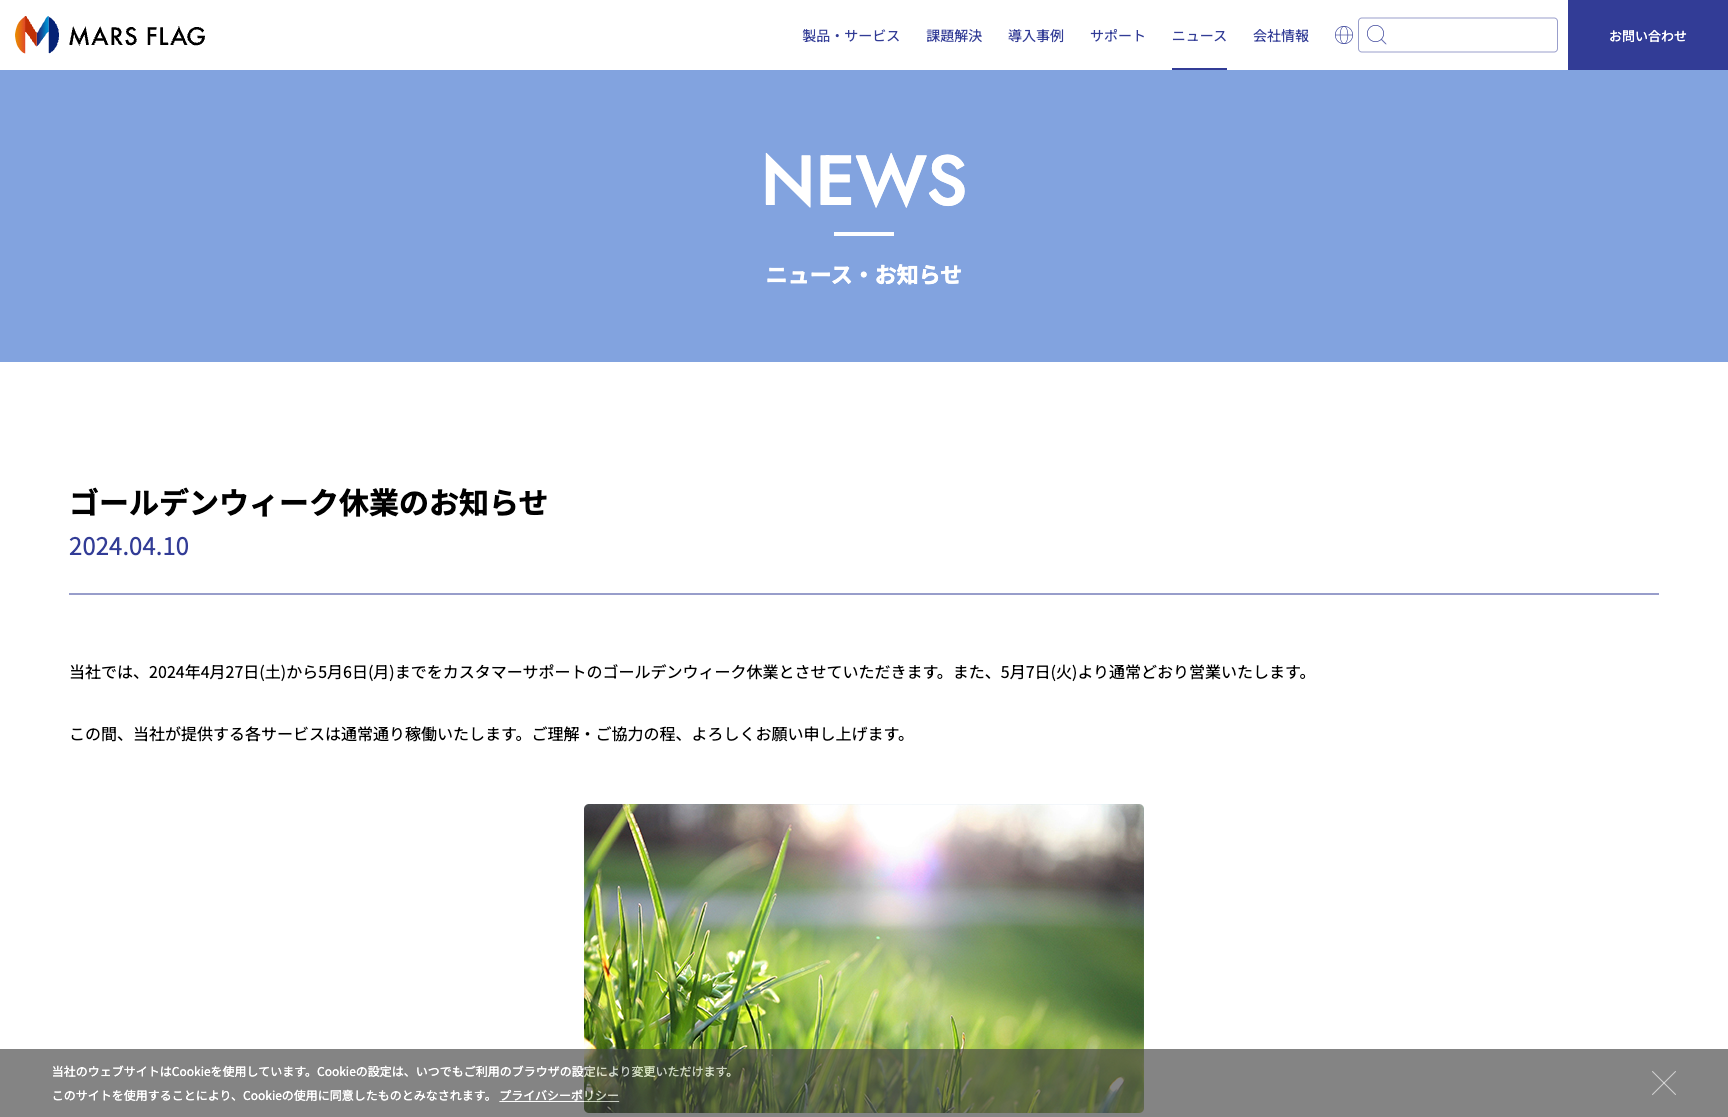 MARS FLAG
製品・サービス 課題解決 導入事例 サポート ニュース 会社情報 お問い合わせ
NEWS
ニュース・お知らせ
ゴールデンウィーク休業のお知らせ
2024.04.10
当社では、2024年4月27日(土)から5月6日(月)までをカスタマーサポートのゴールデンウィーク休業とさせていただきます。また、5月7日(火)より通常どおり営業いたします。
この間、当社が提供する各サービスは通常通り稼働いたします。ご理解・ご協力の程、よろしくお願い申し上げます。
当社のウェブサイトはCookieを使用しています。Cookieの設定は、いつでもご利用のブラウザの設定により変更いただけます。
このサイトを使用することにより、Cookieの使用に同意したものとみなされます。 プライバシーポリシー